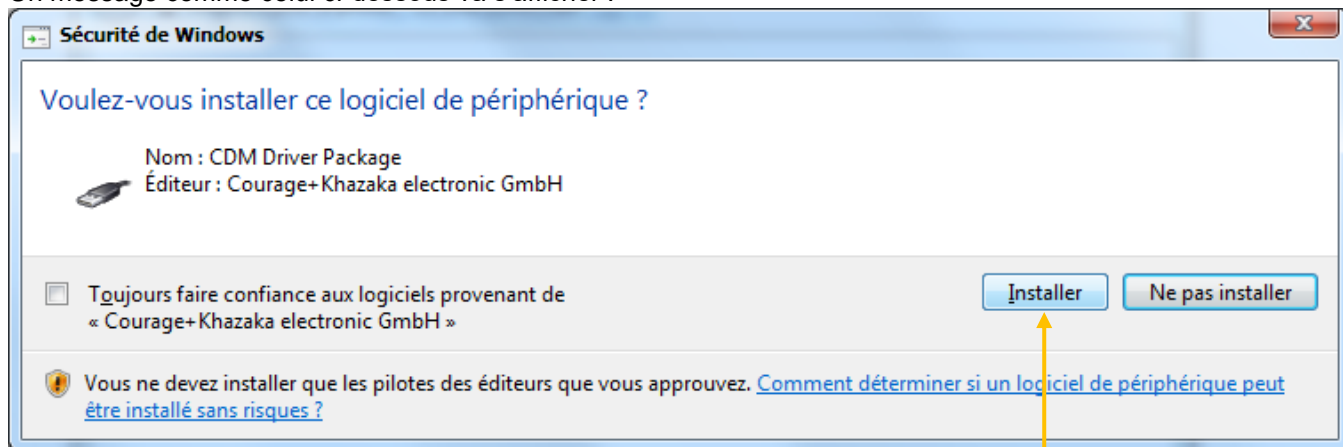 Sécurité de Windows
Voulez-vous installer ce logiciel de périphérique ?
Nom : CDM Driver Package
Éditeur : Courage+Khazaka electronic GmbH
Toujours faire confiance aux logiciels provenant de
« Courage+Khazaka electronic GmbH »
Installer
Ne pas installer
Vous ne devez installer que les pilotes des éditeurs que vous approuvez. Comment déterminer si un logiciel de périphérique peut
être installé sans risques ?